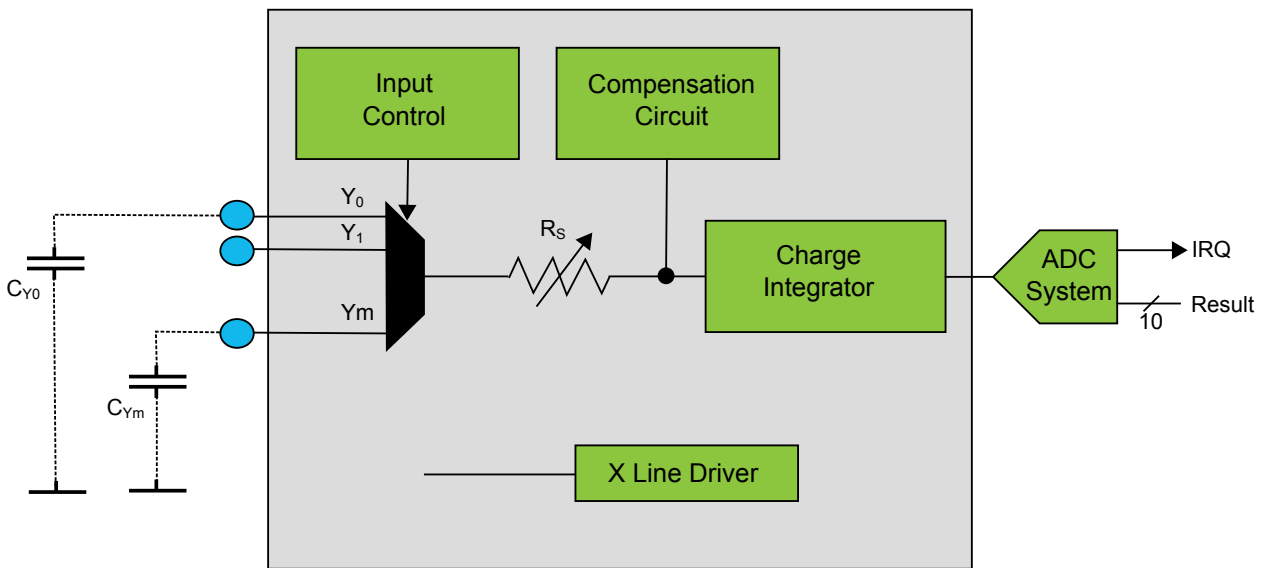 Input
Control
Compensation
Circuit
Y0
Y1
Ym
RS
Charge
Integrator
ADC
System
IRQ
Result
10
CY0
CYm
X Line Driver